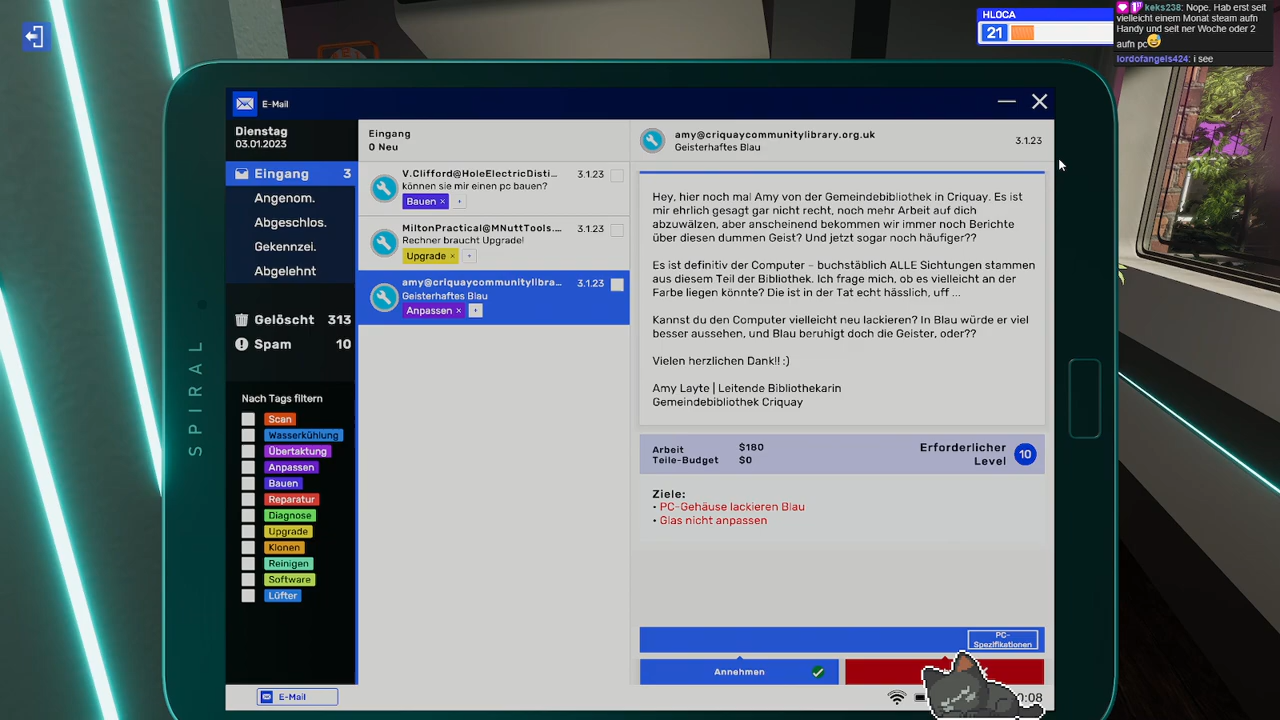 HLOCA
21
keks238: Nope. Hab erst seit
vielleicht einem Monat steam aufn
Handy und seit ner Woche oder 2
aufn pc
lordofangels424: i see
E-Mail
Dienstag
03.01.2023
Eingang 3
Angenom.
Abgeschlos.
Gekennzei.
Abgelehnt
Gelöscht 313
Spam 10
Nach Tags filtern
Scan
Wasserkühlung
Übertaktung
Anpassen
Bauen
Reparatur
Diagnose
Upgrade
Klonen
Reinigen
Software
Lüfter
Eingang
0 Neu
V.Clifford@HoleElectricDisti... 3.1.23
können sie mir einen pc bauen?
Bauen × +
MiltonPractical@MNuttTools.... 3.1.23
Rechner braucht Upgrade!
Upgrade × +
amy@criquaycommunitylibra... 3.1.23
Geisterhaftes Blau
Anpassen × +
amy@criquaycommunitylibrary.org.uk
Geisterhaftes Blau
3.1.23
Hey, hier noch mal Amy von der Gemeindebibliothek in Criquay. Es ist
mir ehrlich gesagt gar nicht recht, noch mehr Arbeit auf dich
abzuwälzen, aber anscheinend bekommen wir immer noch Berichte
über diesen dummen Geist? Und jetzt sogar noch häufiger??
Es ist definitiv der Computer – buchstäblich ALLE Sichtungen stammen
aus diesem Teil der Bibliothek. Ich frage mich, ob es vielleicht an der
Farbe liegen könnte? Die ist in der Tat echt hässlich, uff ...
Kannst du den Computer vielleicht neu lackieren? In Blau würde er viel
besser aussehen, und Blau beruhigt doch die Geister, oder??
Vielen herzlichen Dank!! :)
Amy Layte | Leitende Bibliothekarin
Gemeindebibliothek Criquay
Arbeit $180
Teile-Budget $0
Erforderlicher
Level 10
Ziele:
• PC-Gehäuse lackieren Blau
• Glas nicht anpassen
PC-
Spezifikationen
Annehmen
E-Mail
0:08
SPIRAL